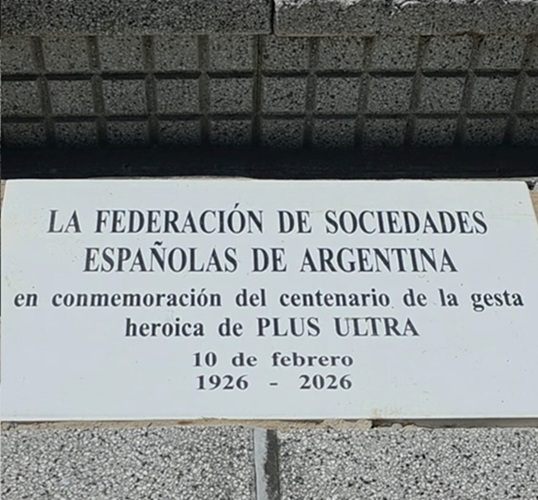 LA FEDERACIÓN DE SOCIEDADES
ESPAÑOLAS DE ARGENTINA
en conmemoración del centenario de la gesta
heroica de PLUS ULTRA
10 de febrero
1926 - 2026